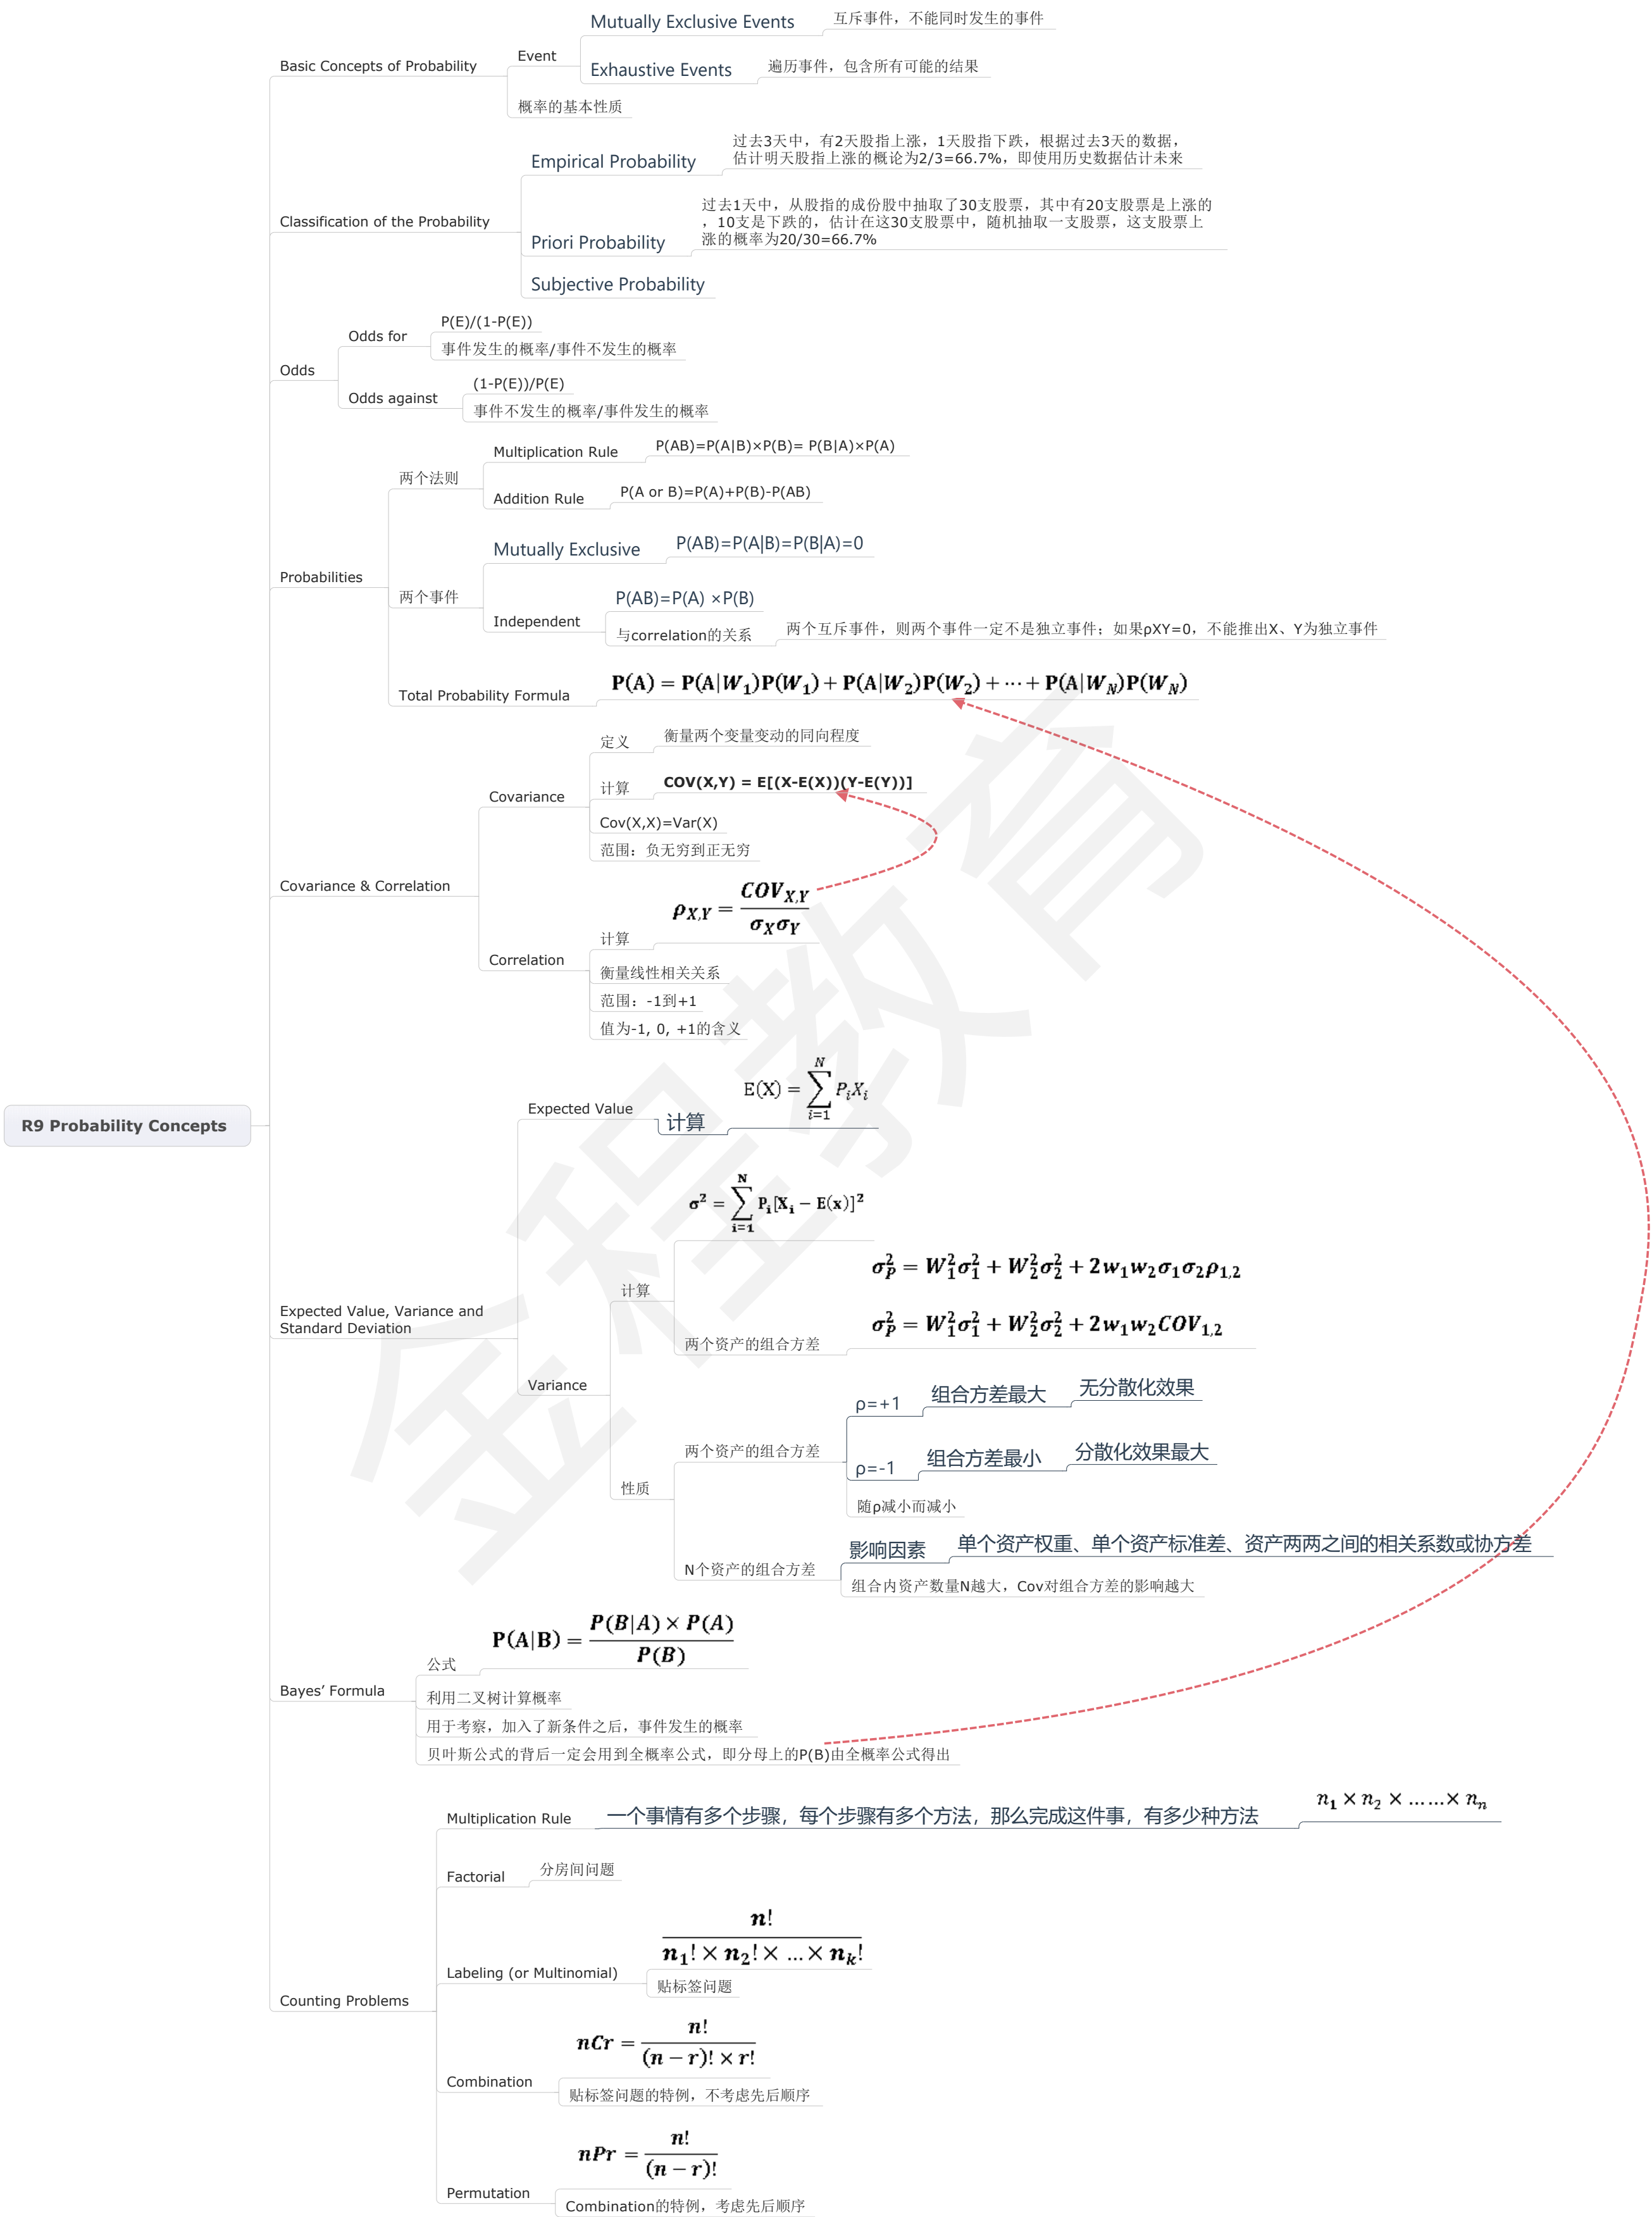 R9 Probability Concepts
Basic Concepts of Probability
Event
Mutually Exclusive Events
互斥事件，不能同时发生的事件
Exhaustive Events
遍历事件，包含所有可能的结果
概率的基本性质
Classification of the Probability
Empirical Probability
过去3天中，有2天股指上涨，1天股指下跌，根据过去3天的数据，
估计明天股指上涨的概论为2/3=66.7%，即使用历史数据估计未来
Priori Probability
过去1天中，从股指的成份股中抽取了30支股票，其中有20支股票是上涨的
，10支是下跌的，估计在这30支股票中，随机抽取一支股票，这支股票上
涨的概率为20/30=66.7%
Subjective Probability
Odds
Odds for
P(E)/(1-P(E))
事件发生的概率/事件不发生的概率
Odds against
(1-P(E))/P(E)
事件不发生的概率/事件发生的概率
Probabilities
两个法则
Multiplication Rule
P(AB)=P(A|B)×P(B)= P(B|A)×P(A)
Addition Rule
P(A or B)=P(A)+P(B)-P(AB)
两个事件
Mutually Exclusive
P(AB)=P(A|B)=P(B|A)=0
Independent
P(AB)=P(A) ×P(B)
与correlation的关系
两个互斥事件，则两个事件一定不是独立事件；如果ρXY=0，不能推出X、Y为独立事件
Total Probability Formula
P(A) = P(A|W₁)P(W₁) + P(A|W₂)P(W₂) + ⋯ + P(A|W_N)P(W_N)
Covariance & Correlation
Covariance
定义
衡量两个变量变动的同向程度
计算
COV(X,Y) = E[(X-E(X))(Y-E(Y))]
Cov(X,X)=Var(X)
范围：负无穷到正无穷
Correlation
计算
ρ_{X,Y} = COV_{X,Y} / σ_Xσ_Y
衡量线性相关关系
范围：-1到+1
值为-1, 0, +1的含义
Expected Value, Variance and
Standard Deviation
Expected Value
计算
E(X) = ∑_{i=1}^{N} P_iX_i
Variance
计算
σ² = ∑_{i=1}^{N} P_i[X_i − E(x)]²
两个资产的组合方差
σ_P² = W₁²σ₁² + W₂²σ₂² + 2w₁w₂σ₁σ₂ρ_{1,2}
σ_P² = W₁²σ₁² + W₂²σ₂² + 2w₁w₂COV_{1,2}
性质
两个资产的组合方差
ρ=+1
组合方差最大
无分散化效果
ρ=-1
组合方差最小
分散化效果最大
随ρ减小而减小
N个资产的组合方差
影响因素
单个资产权重、单个资产标准差、资产两两之间的相关系数或协方差
组合内资产数量N越大，Cov对组合方差的影响越大
Bayes’ Formula
公式
P(A|B) = P(B|A) × P(A) / P(B)
利用二叉树计算概率
用于考察，加入了新条件之后，事件发生的概率
贝叶斯公式的背后一定会用到全概率公式，即分母上的P(B)由全概率公式得出
Counting Problems
Multiplication Rule
一个事情有多个步骤，每个步骤有多个方法，那么完成这件事，有多少种方法
n₁ × n₂ × ...... × nₙ
Factorial
分房间问题
Labeling (or Multinomial)
n! / n₁! × n₂! × ... × n_k!
贴标签问题
Combination
nCr = n! / (n − r)! × r!
贴标签问题的特例，不考虑先后顺序
Permutation
nPr = n! / (n − r)!
Combination的特例，考虑先后顺序
金程教育